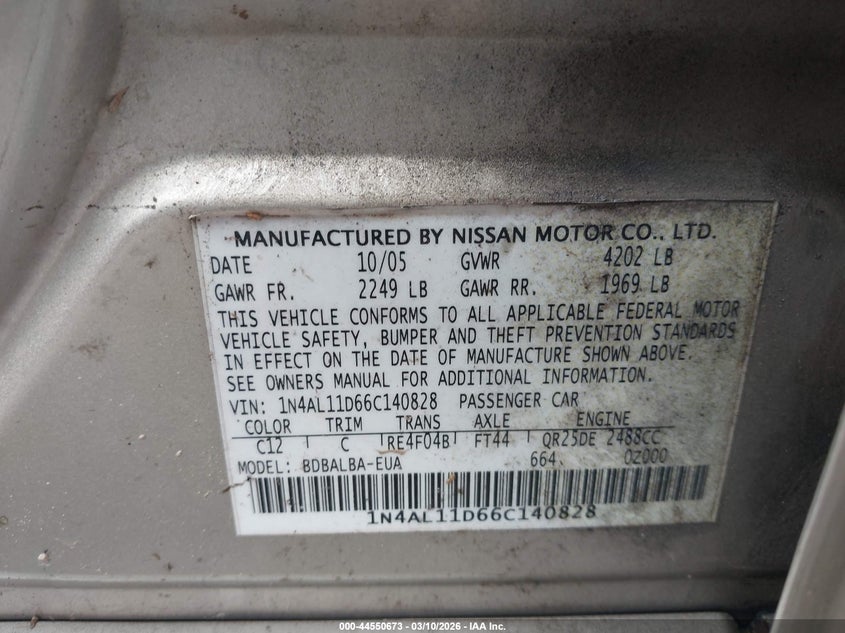 MANUFACTURED BY NISSAN MOTOR CO., LTD.
DATE 10/05 GVWR 4202 LB
GAWR FR. 2249 LB GAWR RR. 1969 LB
THIS VEHICLE CONFORMS TO ALL APPLICABLE FEDERAL MOTOR
VEHICLE SAFETY, BUMPER AND THEFT PREVENTION STANDARDS
IN EFFECT ON THE DATE OF MANUFACTURE SHOWN ABOVE.
SEE OWNERS MANUAL FOR ADDITIONAL INFORMATION.
VIN: 1N4AL11D66C140828 PASSENGER CAR
COLOR TRIM TRANS AXLE ENGINE
C12 C RE4F04B FT44 QR25DE 2488CC
MODEL: BDBALBA-EUA 664. 0Z000
1N4AL11D66C140828
000-44550673 — 03/10/2026 — IAA Inc.